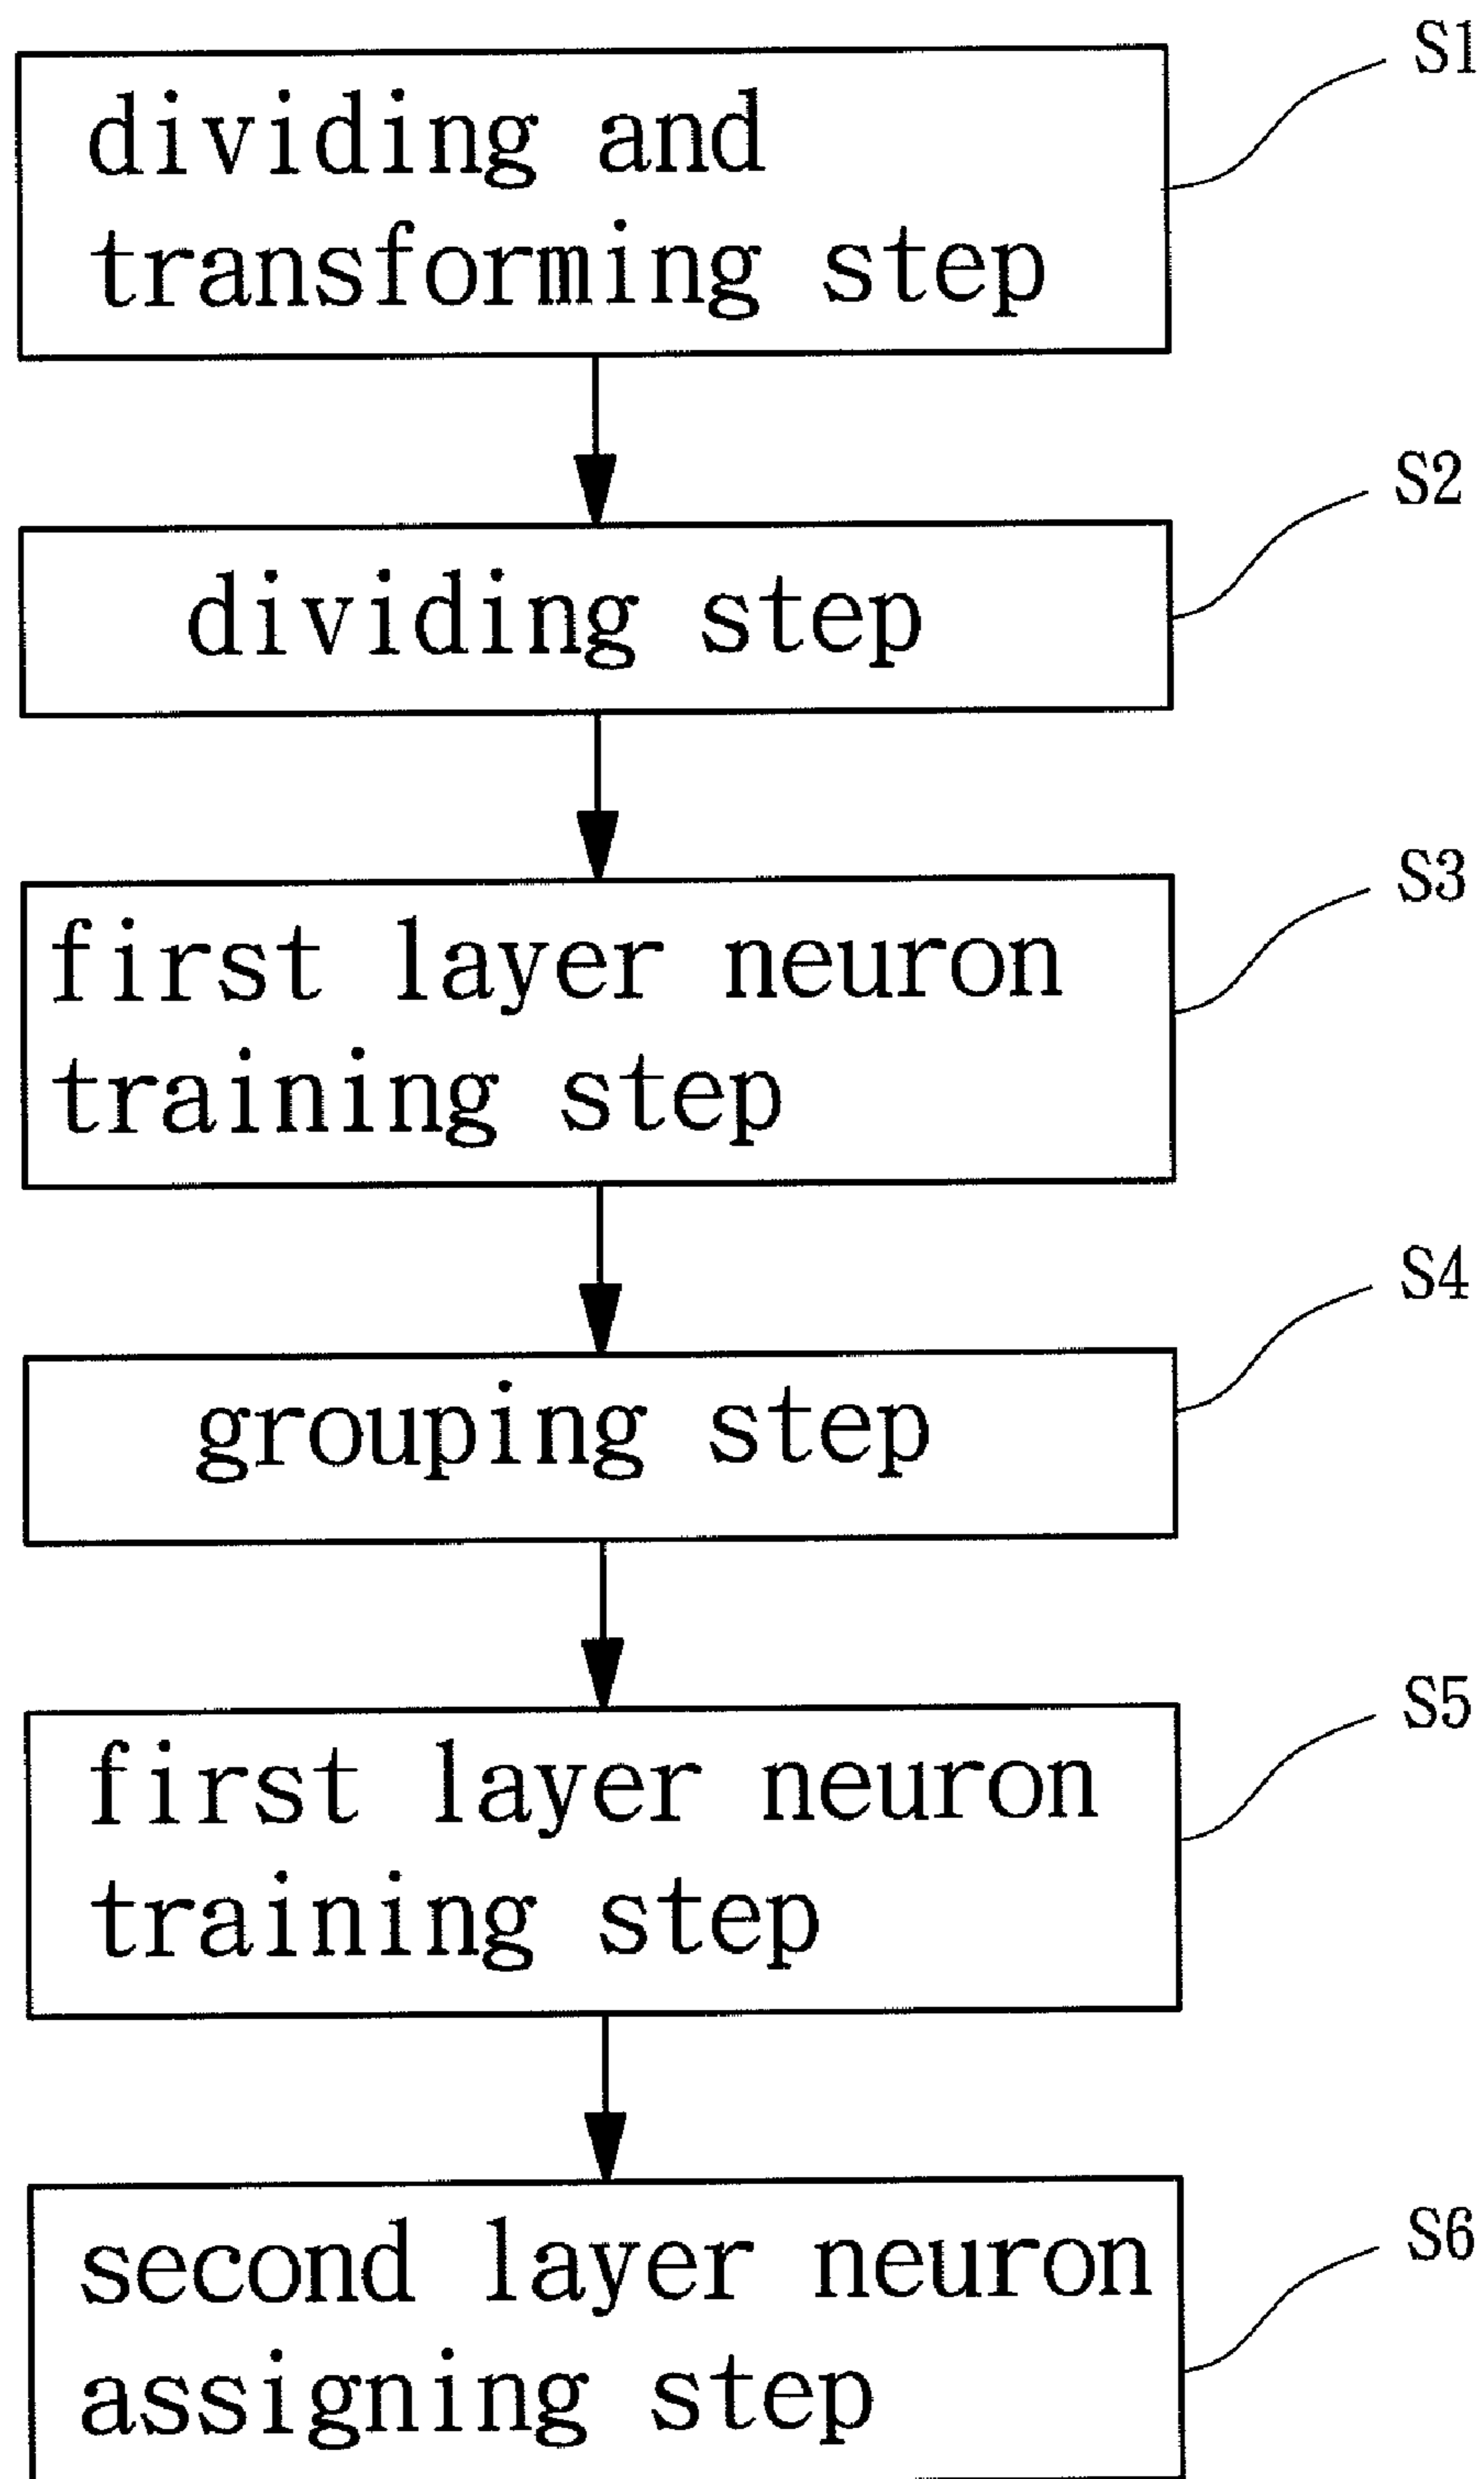 S1
dividing and
transforming step
S2
dividing step
S3
first layer neuron
training step
S4
grouping step
S5
first layer neuron
training step
S6
second layer neuron
assigning step